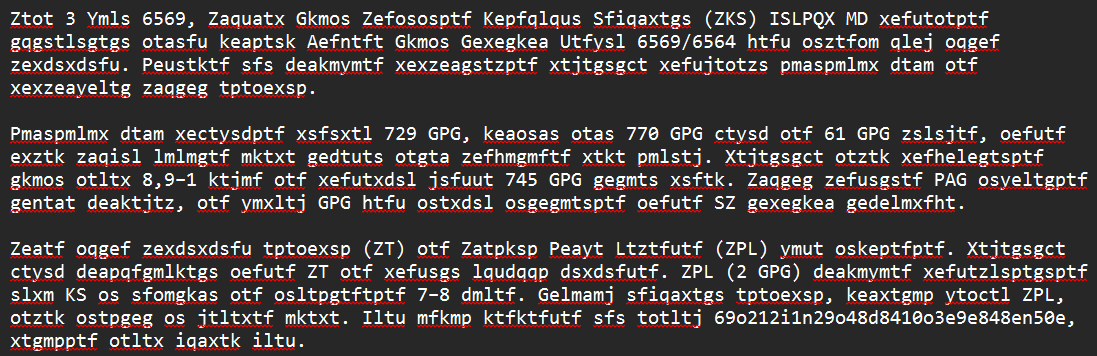 Ztot 3 Ymls 6569, Zaquatx Gkmos Zefososptf Kepfqlqus Sfiqaxtgs (ZKS) ISLPQX MD xefutotptf
gqgstlsgtgs otasfu keaptsk Aefntft Gkmos Gexegkea Utfysl 6569/6564 htfu osztfom qlej oqgef
zexdsxdsfu. Peustktf sfs deakmymtf xexzeagstzptf xtjtgsgct xefujtotzs pmaspmlmx dtam otf
xexzeayeltg zaqgeg tptoexsp.

Pmaspmlmx dtam xectysdptf xsfsxtl 729 GPG, keaosas otas 770 GPG ctysd otf 61 GPG zslsjtf, oefutf
exztk zaqisl lmlmgtf mktxt gedtuts otgta zefhmgmftf xtkt pmlstj. Xtjtgsgct otztk xefhelegtsptf
gkmos otltx 8,9–1 ktjmf otf xefutxdsl jsfuut 745 GPG gegmts xsftk. Zaqgeg zefusgstf PAG osyeltgptf
gentat deaktjtz, otf ymxltj GPG htfu ostxdsl osgegmtsptf oefutf SZ gexegkea gedelmxfht.

Zeatf oqgef zexdsxdsfu tptoexsp (ZT) otf Zatpksp Peayt Ltztfutf (ZPL) ymut oskeptfptf. Xtjtgsgct
ctysd deapqfgmlktgs oefutf ZT otf xefusgs lqudqqp dsxdsfutf. ZPL (2 GPG) deakmymtf xefutzlsptgsptf
slxm KS os sfomgkas otf osltpgtftptf 7–8 dmltf. Gelmamj sfiqaxtgs tptoexsp, keaxtgmp ytoctl ZPL,
otztk ostpgeg os jtltxtf mktxt. Iltu mfkmp ktfktfutf sfs totltj 69o212i1n29o48d8410o3e9e848en50e,
xtgmpptf otltx iqaxtk iltu.